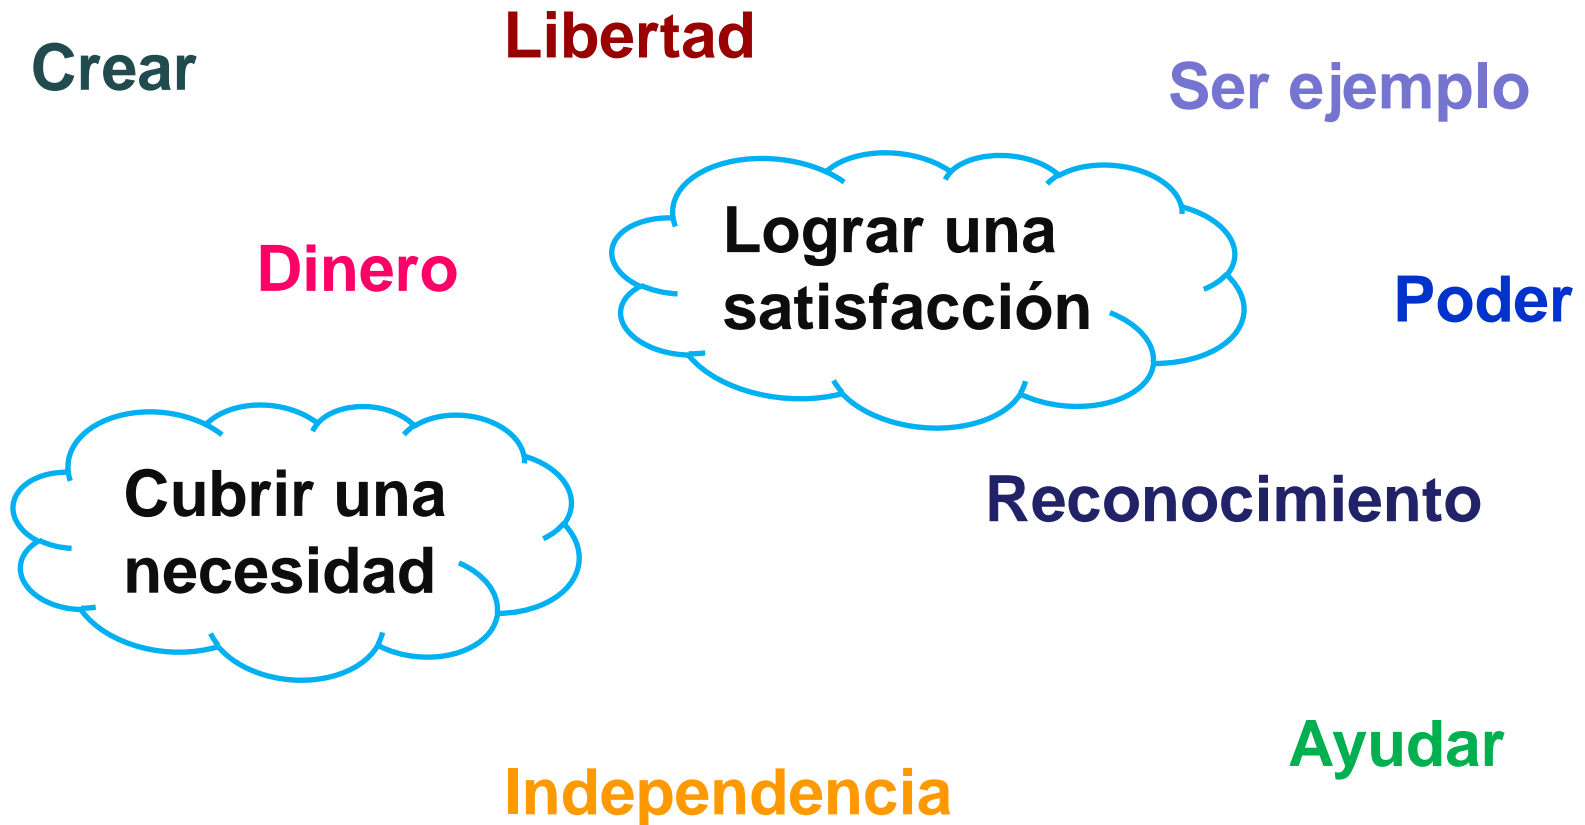 Libertad
Crear
Ser ejemplo
Lograr una
satisfacción
Dinero
Poder
Cubrir una
necesidad
Reconocimiento
Ayudar
Independencia